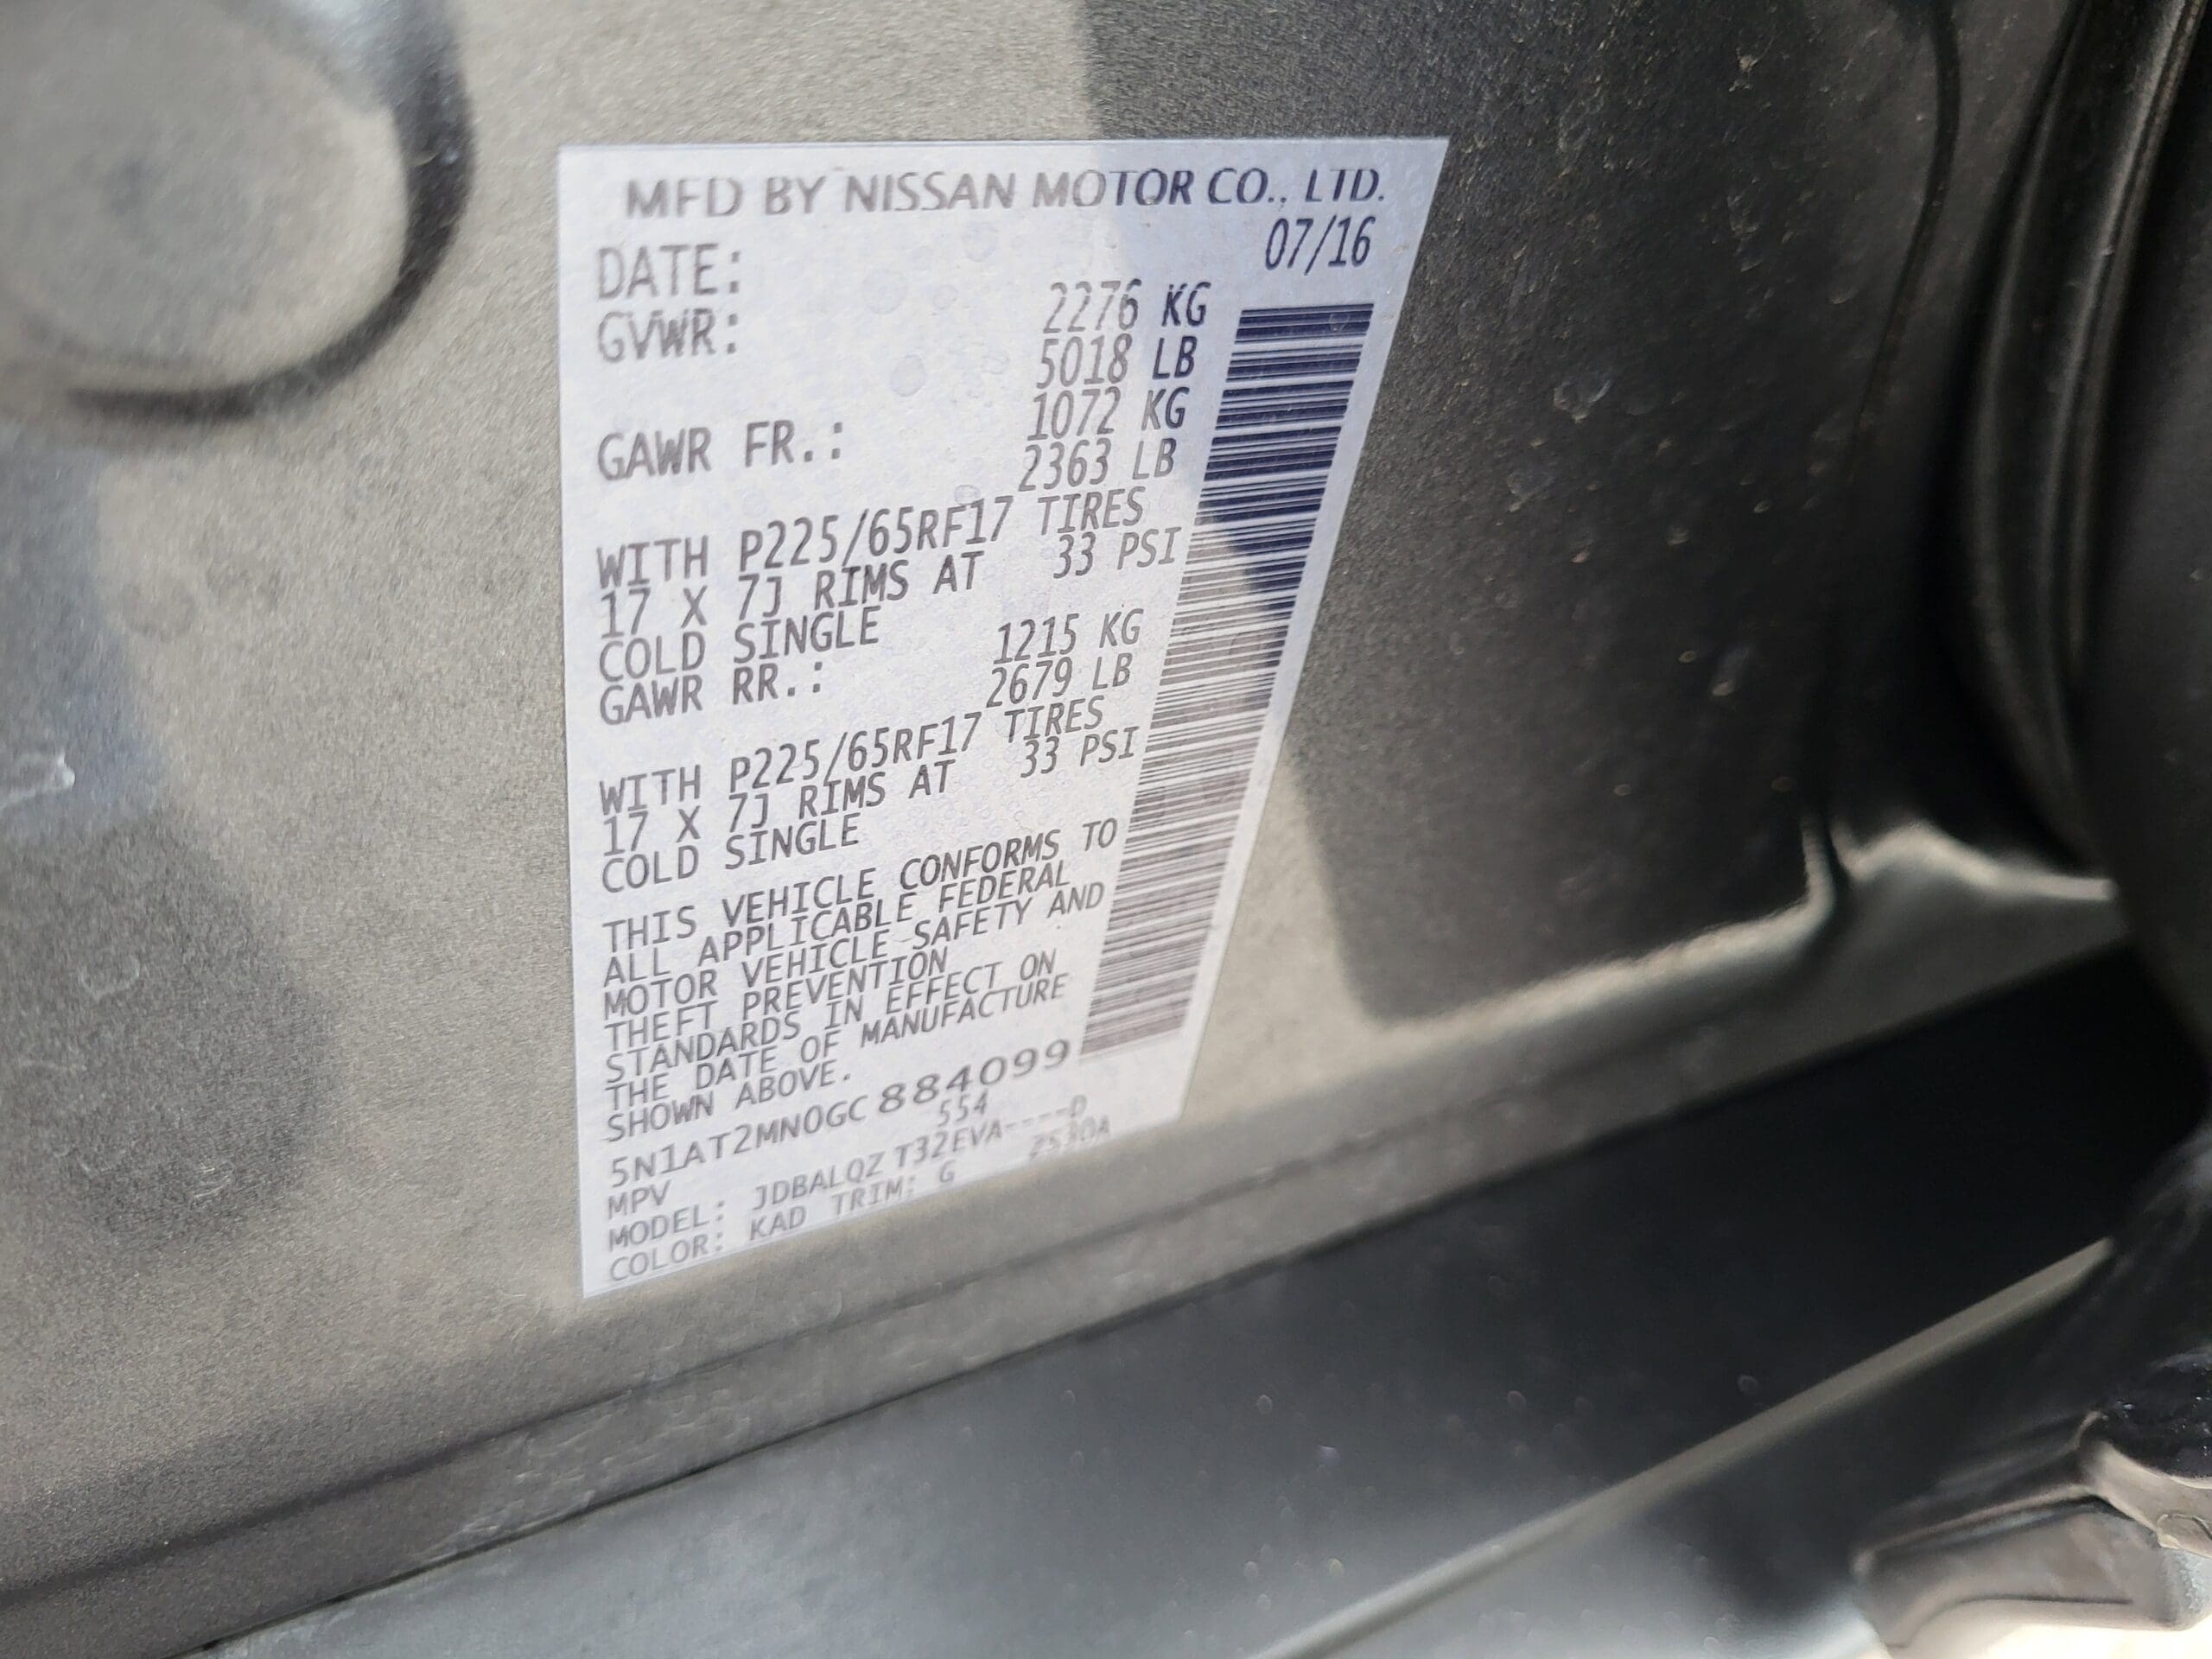 MFD BY NISSAN MOTOR CO., LTD.
DATE: 07/16
GVWR: 2276 KG
5018 LB
GAWR FR.: 1072 KG
2363 LB
WITH P225/65RF17 TIRES
17 X 7J RIMS AT 33 PSI
COLD SINGLE
GAWR RR.: 1215 KG
2679 LB
WITH P225/65RF17 TIRES
17 X 7J RIMS AT 33 PSI
COLD SINGLE
THIS VEHICLE CONFORMS TO
ALL APPLICABLE FEDERAL
MOTOR VEHICLE SAFETY AND
THEFT PREVENTION
STANDARDS IN EFFECT ON
THE DATE OF MANUFACTURE
SHOWN ABOVE.
5N1AT2MN0GC884099
MPV 554
MODEL: JDBALQZ T32EVA----D
COLOR: KAD TRIM: G